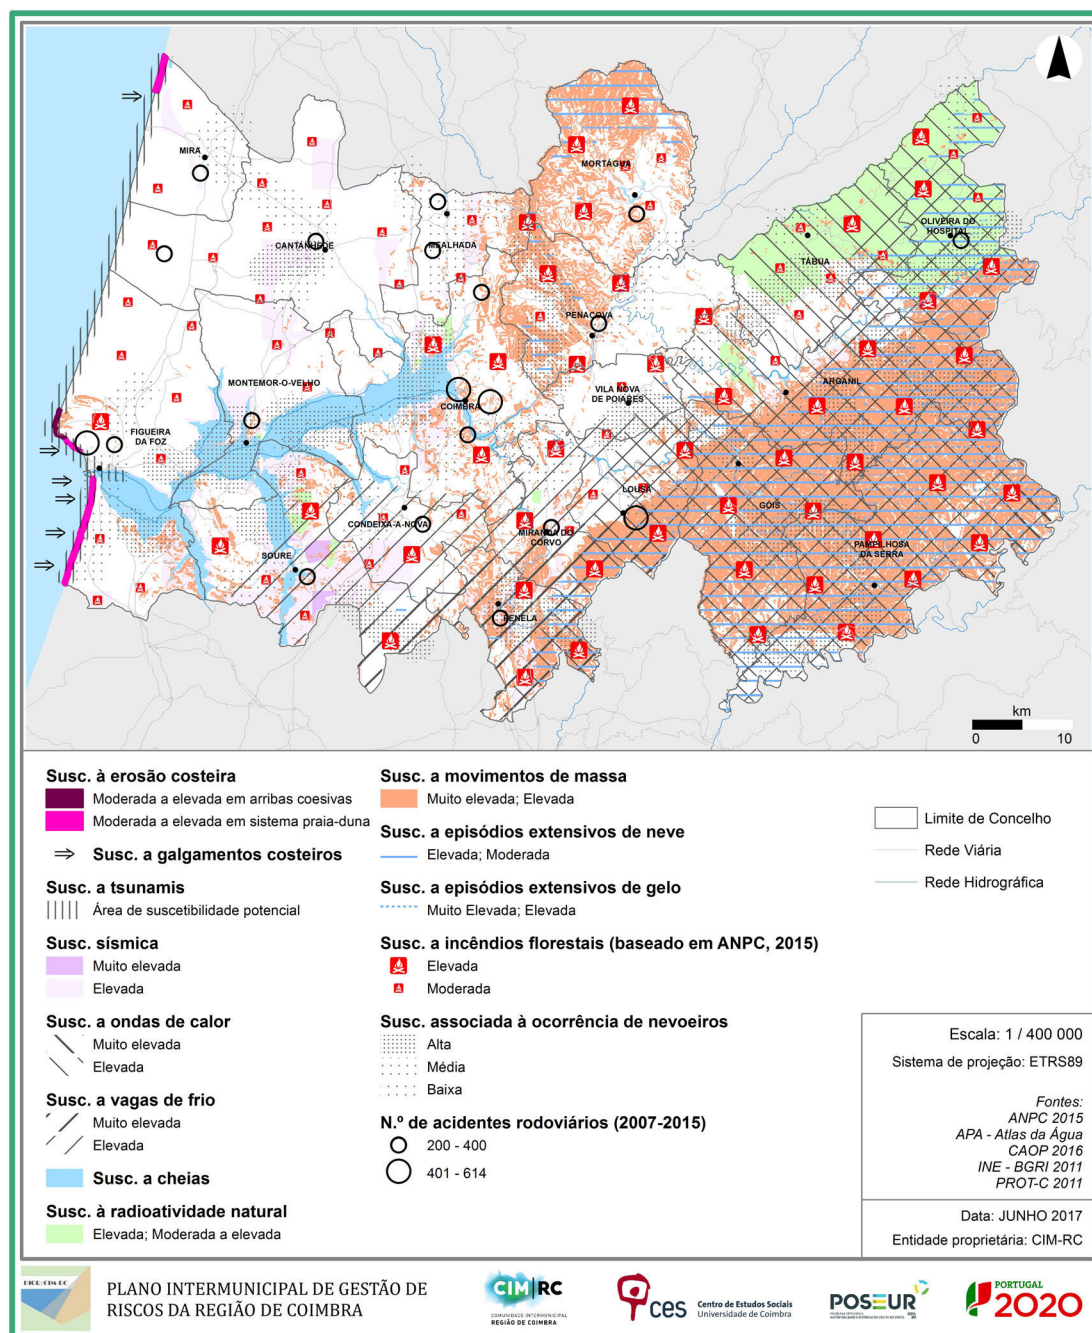 MIRA
MORTÁGUA
CANTANHEDE
MEALHADA
OLIVEIRA DO
HOSPITAL
TÁBUA
PENACOVA
MONTEMOR-O-VELHO
COIMBRA
VILA NOVA
DE POIARES
ARGANIL
FIGUEIRA
DA FOZ
LOUSÃ
GÓIS
CONDEIXA-A-NOVA
MIRANDA DO
CORVO
SOURE
PAMPILHOSA
DA SERRA
PENELA
km
0 10
Susc. à erosão costeira
Moderada a elevada em arribas coesivas
Moderada a elevada em sistema praia-duna
Susc. a galgamentos costeiros
Susc. a tsunamis
Área de suscetibilidade potencial
Susc. sísmica
Muito elevada
Elevada
Susc. a ondas de calor
Muito elevada
Elevada
Susc. a vagas de frio
Muito elevada
Elevada
Susc. a cheias
Susc. à radioatividade natural
Elevada; Moderada a elevada
Susc. a movimentos de massa
Muito elevada; Elevada
Susc. a episódios extensivos de neve
Elevada; Moderada
Susc. a episódios extensivos de gelo
Muito Elevada; Elevada
Susc. a incêndios florestais (baseado em ANPC, 2015)
Elevada
Moderada
Susc. associada à ocorrência de nevoeiros
Alta
Média
Baixa
N.º de acidentes rodoviários (2007-2015)
200 - 400
401 - 614
Limite de Concelho
Rede Viária
Rede Hidrográfica
Escala: 1 / 400 000
Sistema de projeção: ETRS89
Fontes:
ANPC 2015
APA - Atlas da Água
CAOP 2016
INE - BGRI 2011
PROT-C 2011
Data: JUNHO 2017
Entidade proprietária: CIM-RC
PIGR/CIM-RC
PLANO INTERMUNICIPAL DE GESTÃO DE
RISCOS DA REGIÃO DE COIMBRA
CIM|RC
COMUNIDADE INTERMUNICIPAL
REGIÃO DE COIMBRA
ces
Centro de Estudos Sociais
Universidade de Coimbra
POSEUR
PORTUGAL
2020